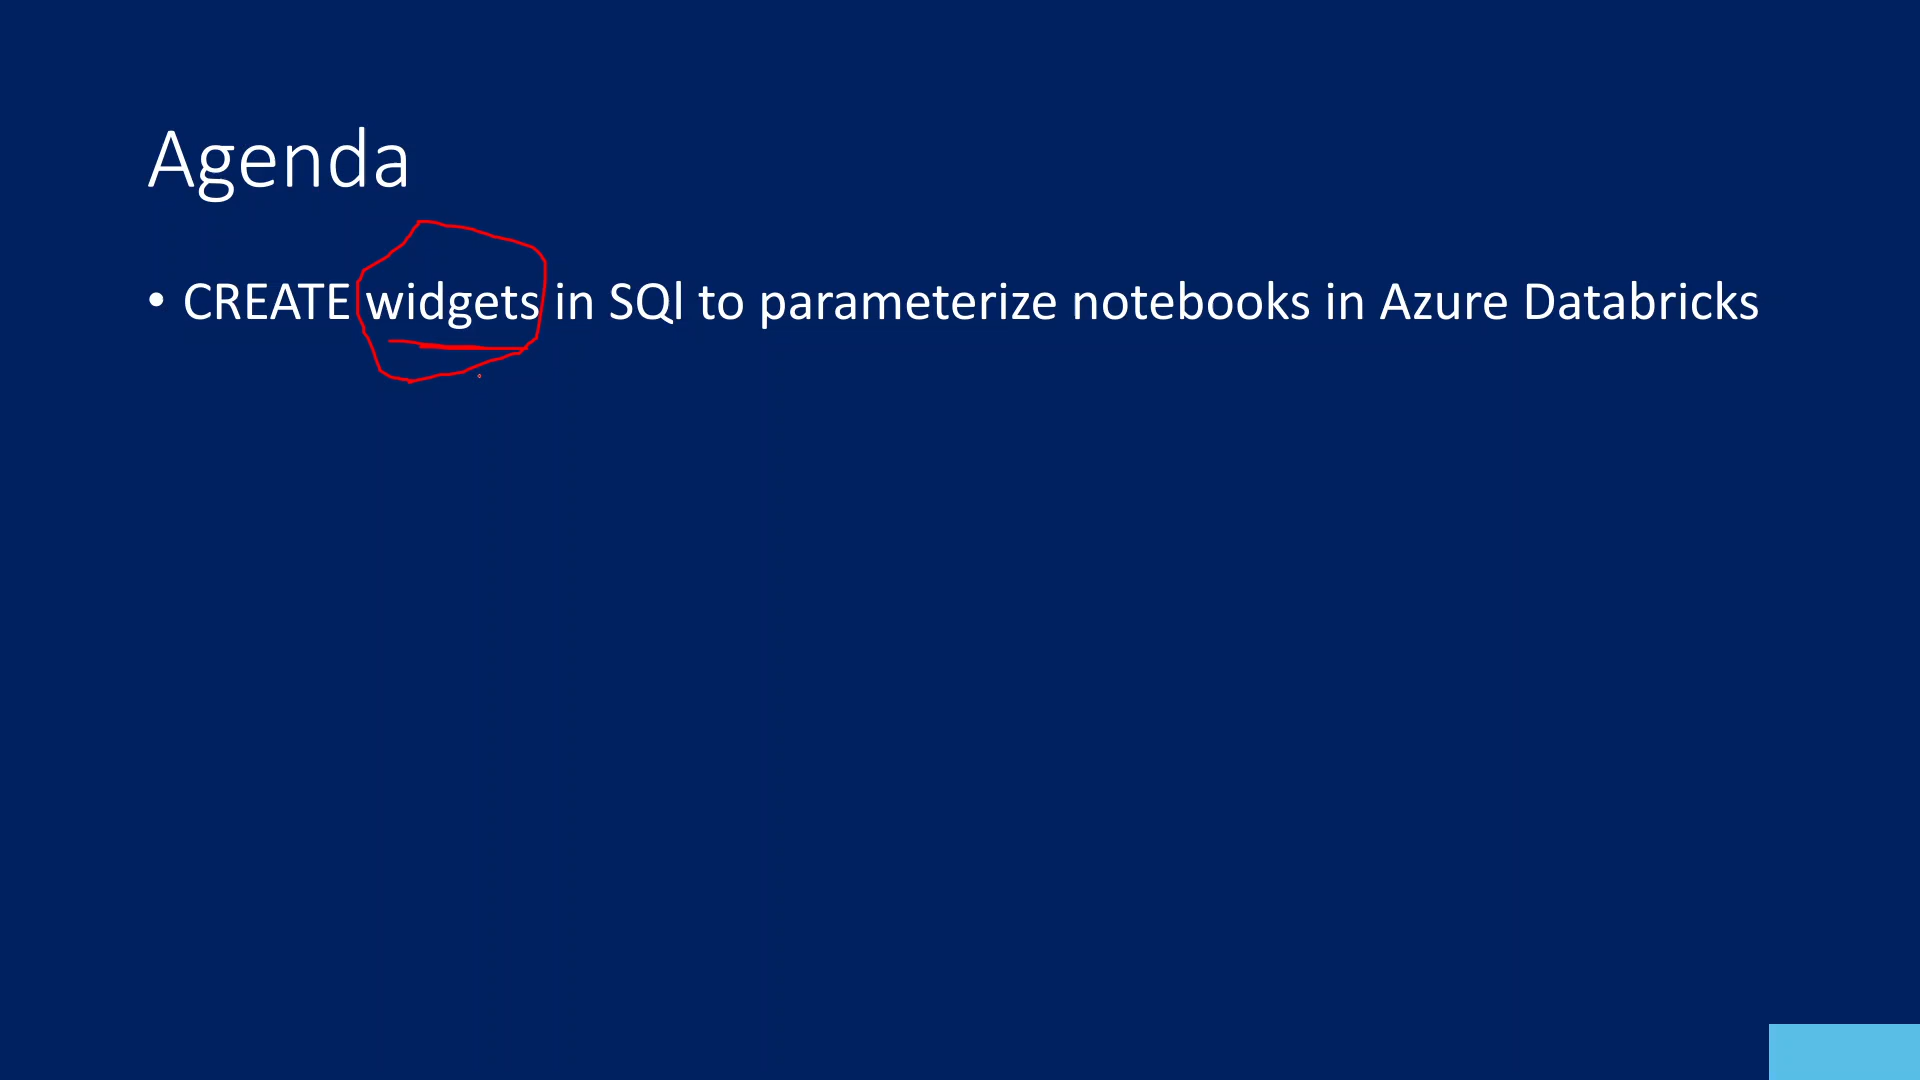 Agenda
• CREATE widgets in SQl to parameterize notebooks in Azure Databricks